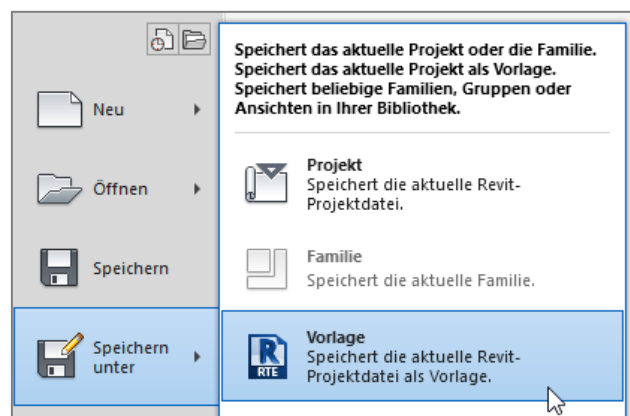 Speichert das aktuelle Projekt oder die Familie.
Speichert das aktuelle Projekt als Vorlage.
Speichert beliebige Familien, Gruppen oder
Ansichten in Ihrer Bibliothek.
Neu
Öffnen
Speichern
Speichern
unter
Projekt
Speichert die aktuelle Revit-
Projektdatei.
Familie
Speichert die aktuelle Familie.
R
RTE
Vorlage
Speichert die aktuelle Revit-
Projektdatei als Vorlage.